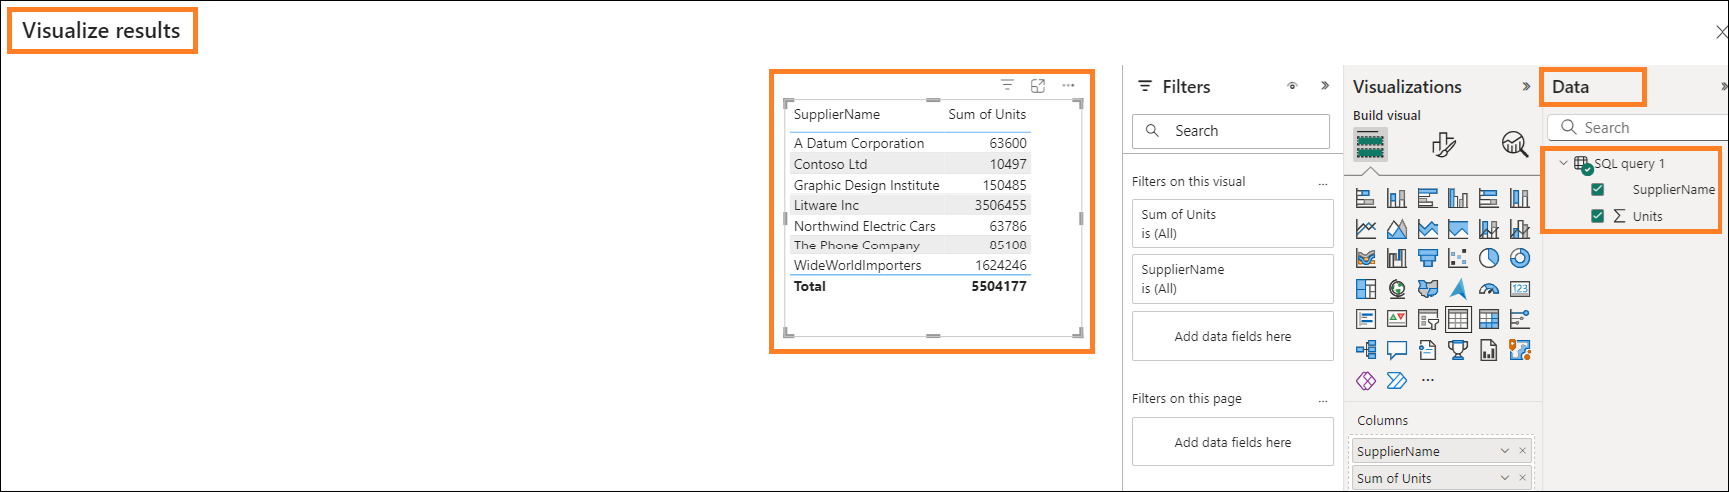 Visualize results
SupplierName Sum of Units
A Datum Corporation 63600
Contoso Ltd 10497
Graphic Design Institute 150485
Litware Inc 3506455
Northwind Electric Cars 63786
The Phone Company 85108
WideWorldImporters 1624246
Total 5504177
Filters
Search
Filters on this visual ...
Sum of Units
is (All)
SupplierName
is (All)
Add data fields here
Filters on this page ...
Add data fields here
Visualizations
Build visual
123
...
Columns
SupplierName
Sum of Units
Data
Search
SQL query 1
SupplierName
Σ Units